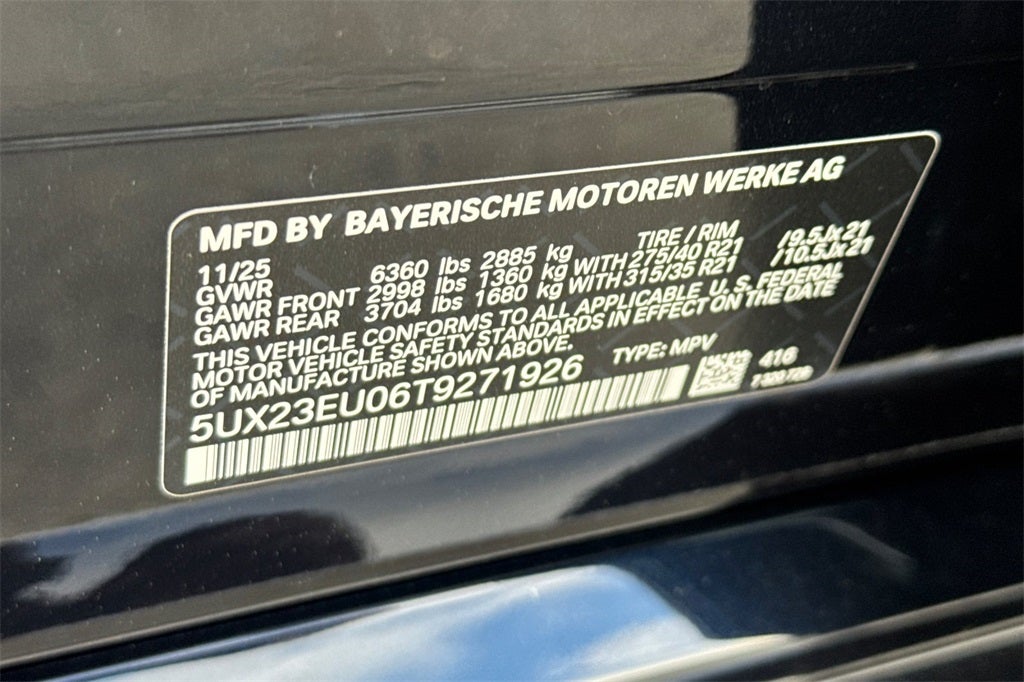 MFD BY BAYERISCHE MOTOREN WERKE AG
11/25 TIRE / RIM
GVWR 6360 lbs 2885 kg
GAWR FRONT 2998 lbs 1360 kg WITH 275/40 R21 /9.5Jx21
GAWR REAR 3704 lbs 1680 kg WITH 315/35 R21 /10.5Jx21
THIS VEHICLE CONFORMS TO ALL APPLICABLE U.S. FEDERAL
MOTOR VEHICLE SAFETY STANDARDS IN EFFECT ON THE DATE
OF MANUFACTURE SHOWN ABOVE.
5UX23EU06T9271926 TYPE: MPV 416